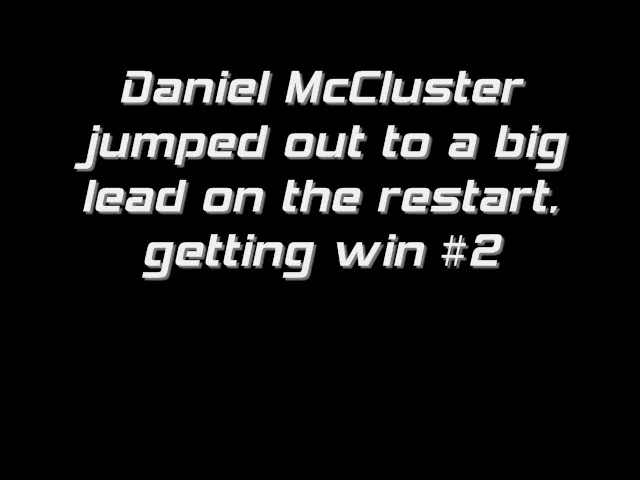 Daniel McCluster
jumped out to a big
lead on the restart,
getting win #2